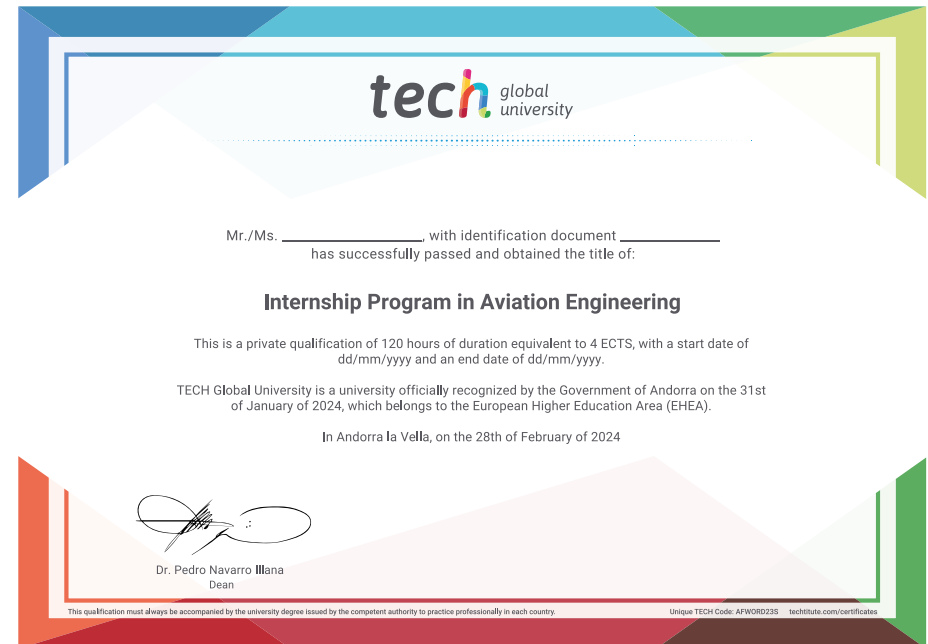 tech global university
Mr./Ms. ____________, with identification document ____________
has successfully passed and obtained the title of:
Internship Program in Aviation Engineering
This is a private qualification of 120 hours of duration equivalent to 4 ECTS, with a start date of
dd/mm/yyyy and an end date of dd/mm/yyyy.
TECH Global University is a university officially recognized by the Government of Andorra on the 31st
of January of 2024, which belongs to the European Higher Education Area (EHEA).
In Andorra la Vella, on the 28th of February of 2024
Dr. Pedro Navarro Illana
Dean
This qualification must always be accompanied by the university degree issued by the competent authority to practice professionally in each country.
Unique TECH Code: AFWORD23S techtitute.com/certificates